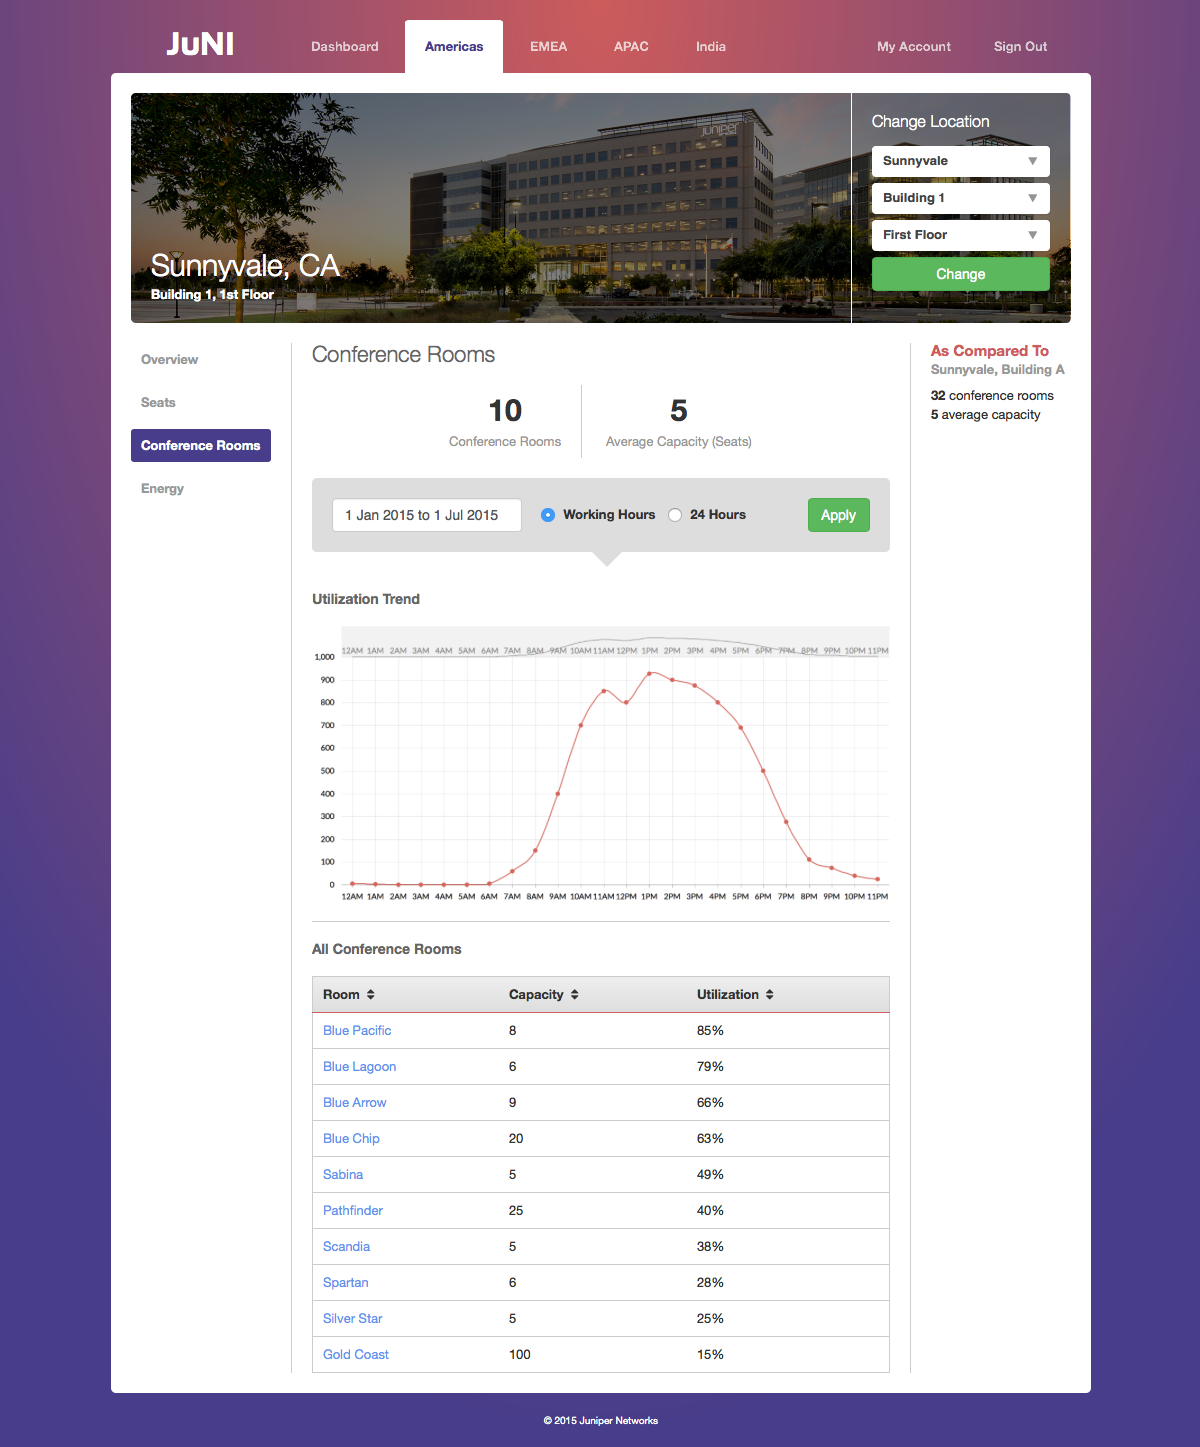 JuNI
Dashboard
Americas
EMEA
APAC
India
My Account
Sign Out
juniper
Sunnyvale, CA
Building 1, 1st Floor
Change Location
Sunnyvale
Building 1
First Floor
Change
Overview
Seats
Conference Rooms
Energy
Conference Rooms
10
Conference Rooms
5
Average Capacity (Seats)
1 Jan 2015 to 1 Jul 2015
Working Hours
24 Hours
Apply
Utilization Trend
12AM 1AM 2AM 3AM 4AM 5AM 6AM 7AM 8AM 9AM 10AM 11AM 12PM 1PM 2PM 3PM 4PM 5PM 6PM 7PM 8PM 9PM 10PM 11PM
1,000
900
800
700
600
500
400
300
200
100
0
12AM 1AM 2AM 3AM 4AM 5AM 6AM 7AM 8AM 9AM 10AM 11AM 12PM 1PM 2PM 3PM 4PM 5PM 6PM 7PM 8PM 9PM 10PM 11PM
All Conference Rooms
Room Capacity Utilization
Blue Pacific 8 85%
Blue Lagoon 6 79%
Blue Arrow 9 66%
Blue Chip 20 63%
Sabina 5 49%
Pathfinder 25 40%
Scandia 5 38%
Spartan 6 28%
Silver Star 5 25%
Gold Coast 100 15%
As Compared To
Sunnyvale, Building A
32 conference rooms
5 average capacity
© 2015 Juniper Networks